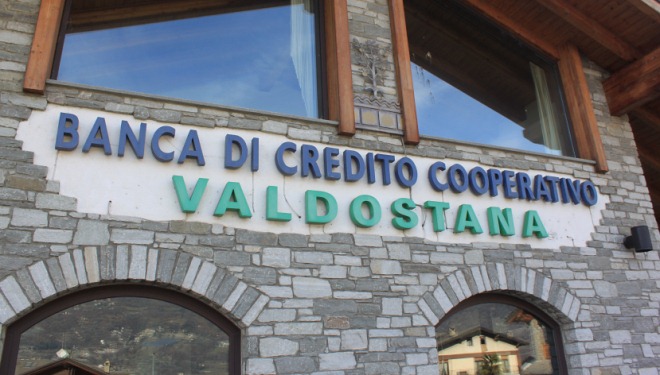 BANCA DI CREDITO COOPERATIVO
VALDOSTANA